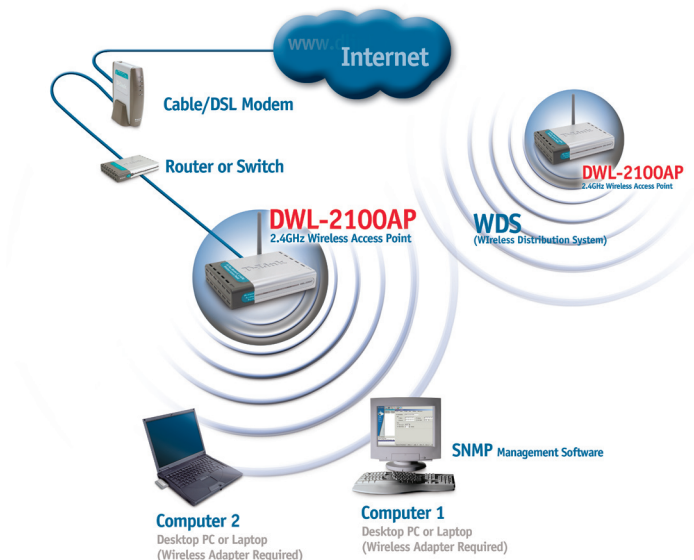 www.
Internet
Cable/DSL Modem
Router or Switch
DWL-2100AP
2.4GHz Wireless Access Point
DWL-2100AP
2.4GHz Wireless Access Point
WDS
(WIreless Distribution System)
D-Link
SNMP Management Software
Computer 2
Desktop PC or Laptop
(Wireless Adapter Required)
Computer 1
Desktop PC or Laptop
(Wireless Adapter Required)